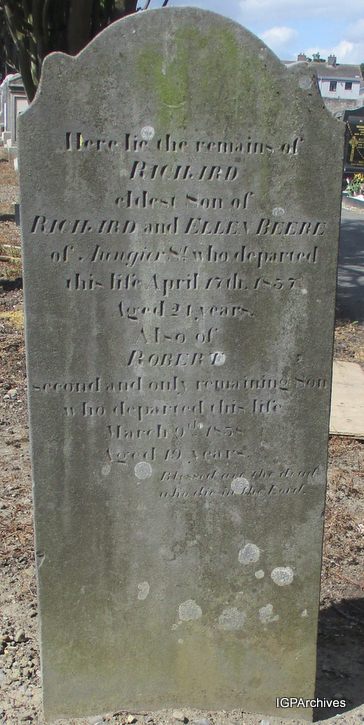 Here lie the remains of
RICHARD
eldest Son of
RICHARD and ELLEN BEERE
of Aungier St. who departed
this life April 17th. 1857.
Aged 21 years.
Also of
ROBERT
second and only remaining Son
who departed this life
March 9th 1858
Aged 19 years.
Blessed are the dead
who die in the Lord.
IGPArchives